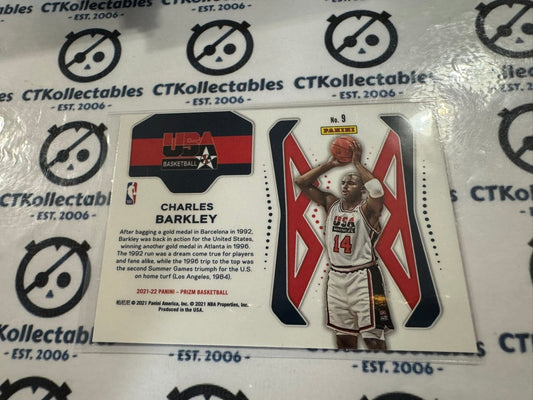 CTKollectables
- EST. 2006 -
CTKollectables
- EST. 2006 -
CTKollectables
- EST. 2006 -
USA
BASKETBALL
CHARLES
BARKLEY
After bagging a gold medal in Barcelona in 1992,
Barkley was back in action for the United States,
winning another gold medal in Atlanta in 1996.
The 1992 run was a dream come true for players
and fans alike, while the 1996 trip to the top was
the second Summer Games triumph for the U.S.
on home turf (Los Angeles, 1984).
2021-22 PANINI – PRIZM BASKETBALL
© 2021 Panini America, Inc. © 2021 NBA Properties, Inc.
Produced in the USA.
No. 9
PANINI
USA
14
CTKollectables
- EST. 2006 -
CTKollectables
- EST. 2006 -